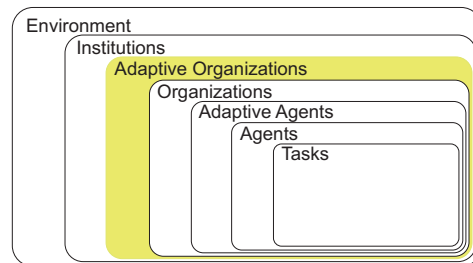 Environment
Institutions
Adaptive Organizations
Organizations
Adaptive Agents
Agents
Tasks